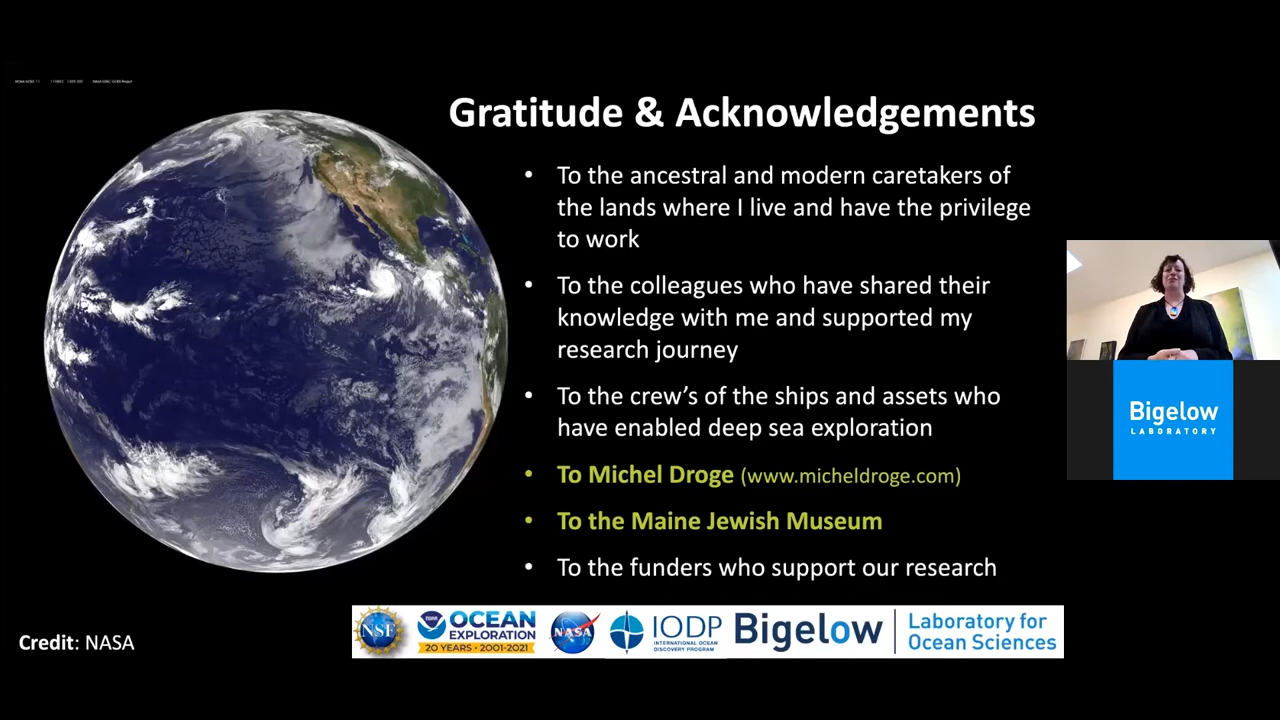 Gratitude & Acknowledgements
• To the ancestral and modern caretakers of
the lands where I live and have the privilege
to work
• To the colleagues who have shared their
knowledge with me and supported my
research journey
• To the crew’s of the ships and assets who
have enabled deep sea exploration
• To Michel Droge (www.micheldroge.com)
• To the Maine Jewish Museum
• To the funders who support our research
Bigelow
LABORATORY
NSF
NOAA
OCEAN
EXPLORATION
20 YEARS • 2001-2021
NASA
IODP
INTERNATIONAL OCEAN
DISCOVERY PROGRAM
Bigelow
Laboratory for
Ocean Sciences
Credit: NASA